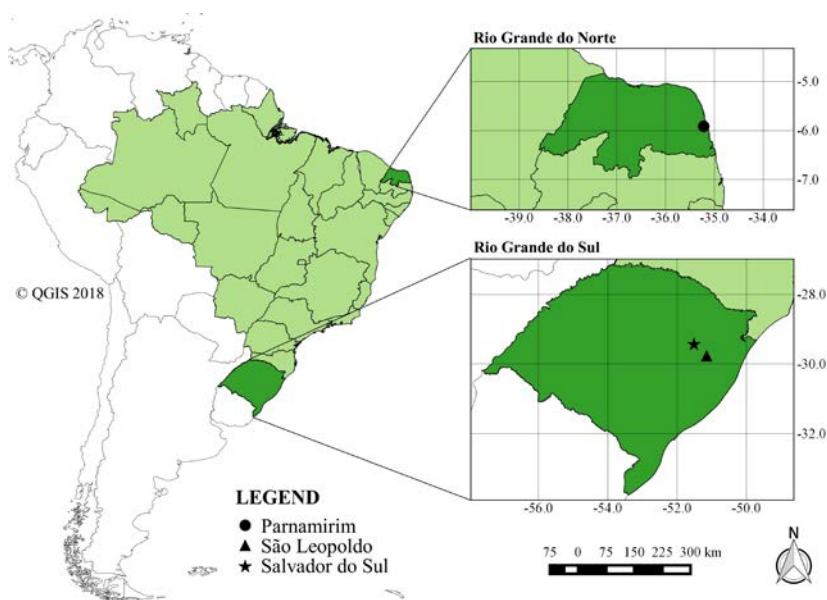 Rio Grande do Norte
-5.0
-6.0
-7.0
-39.0 -38.0 -37.0 -36.0 -35.0 -34.0
Rio Grande do Sul
© QGIS 2018
-28.0
-30.0
-32.0
-56.0 -54.0 -52.0 -50.0
LEGEND
Parnamirim
São Leopoldo
Salvador do Sul
75 0 75 150 225 300 km
N